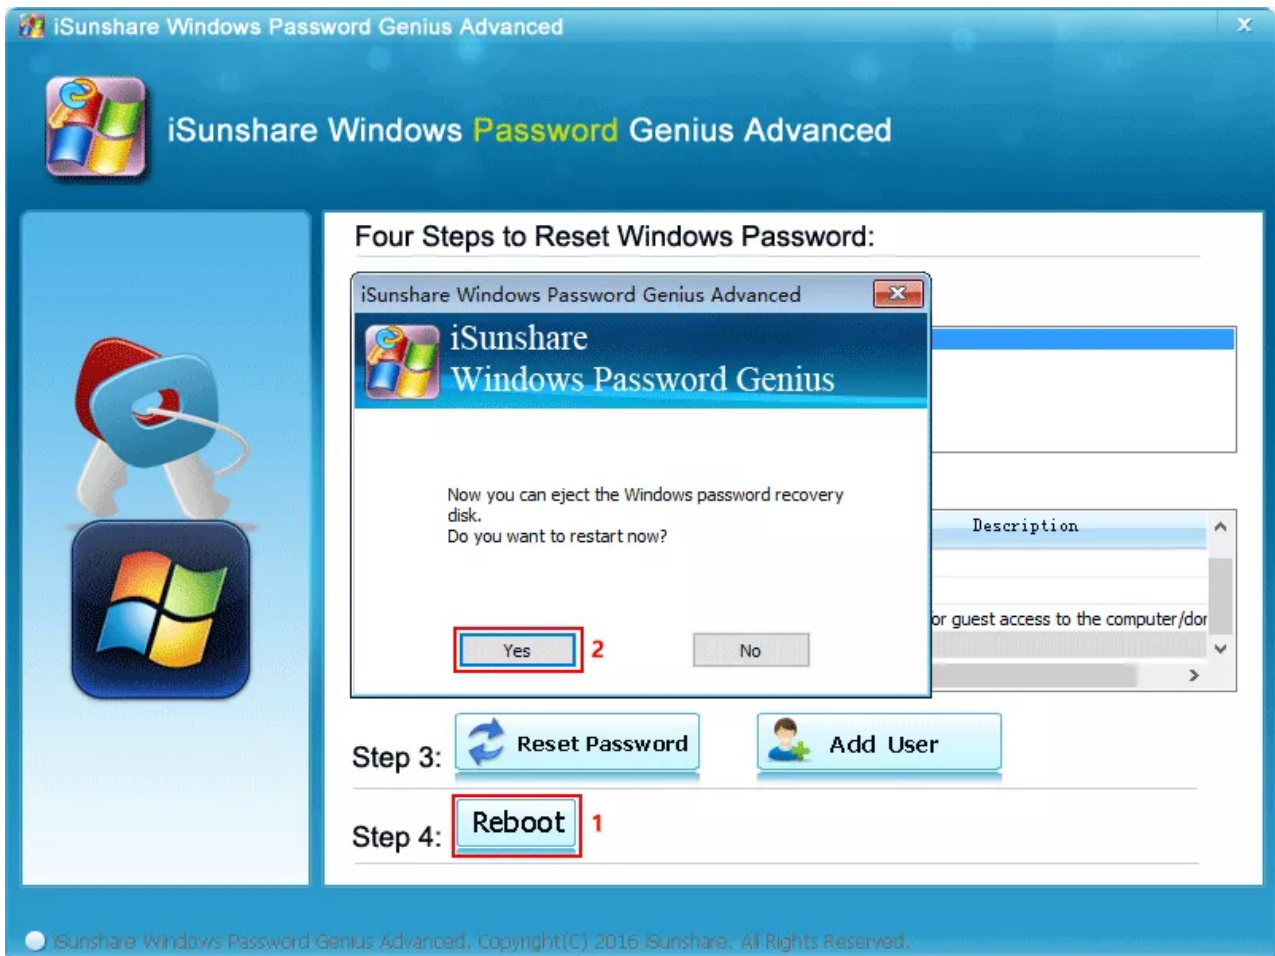 iSunshare Windows Password Genius Advanced
X
iSunshare Windows Password Genius Advanced
Four Steps to Reset Windows Password:
iSunshare Windows Password Genius Advanced
iSunshare
Windows Password Genius
Now you can eject the Windows password recovery
disk.
Do you want to restart now?
Description
or guest access to the computer/dor
Yes 2 No
Step 3: Reset Password Add User
Step 4: Reboot 1
iSunshare Windows Password Genius Advanced. Copyright(C) 2016 iSunshare. All Rights Reserved.